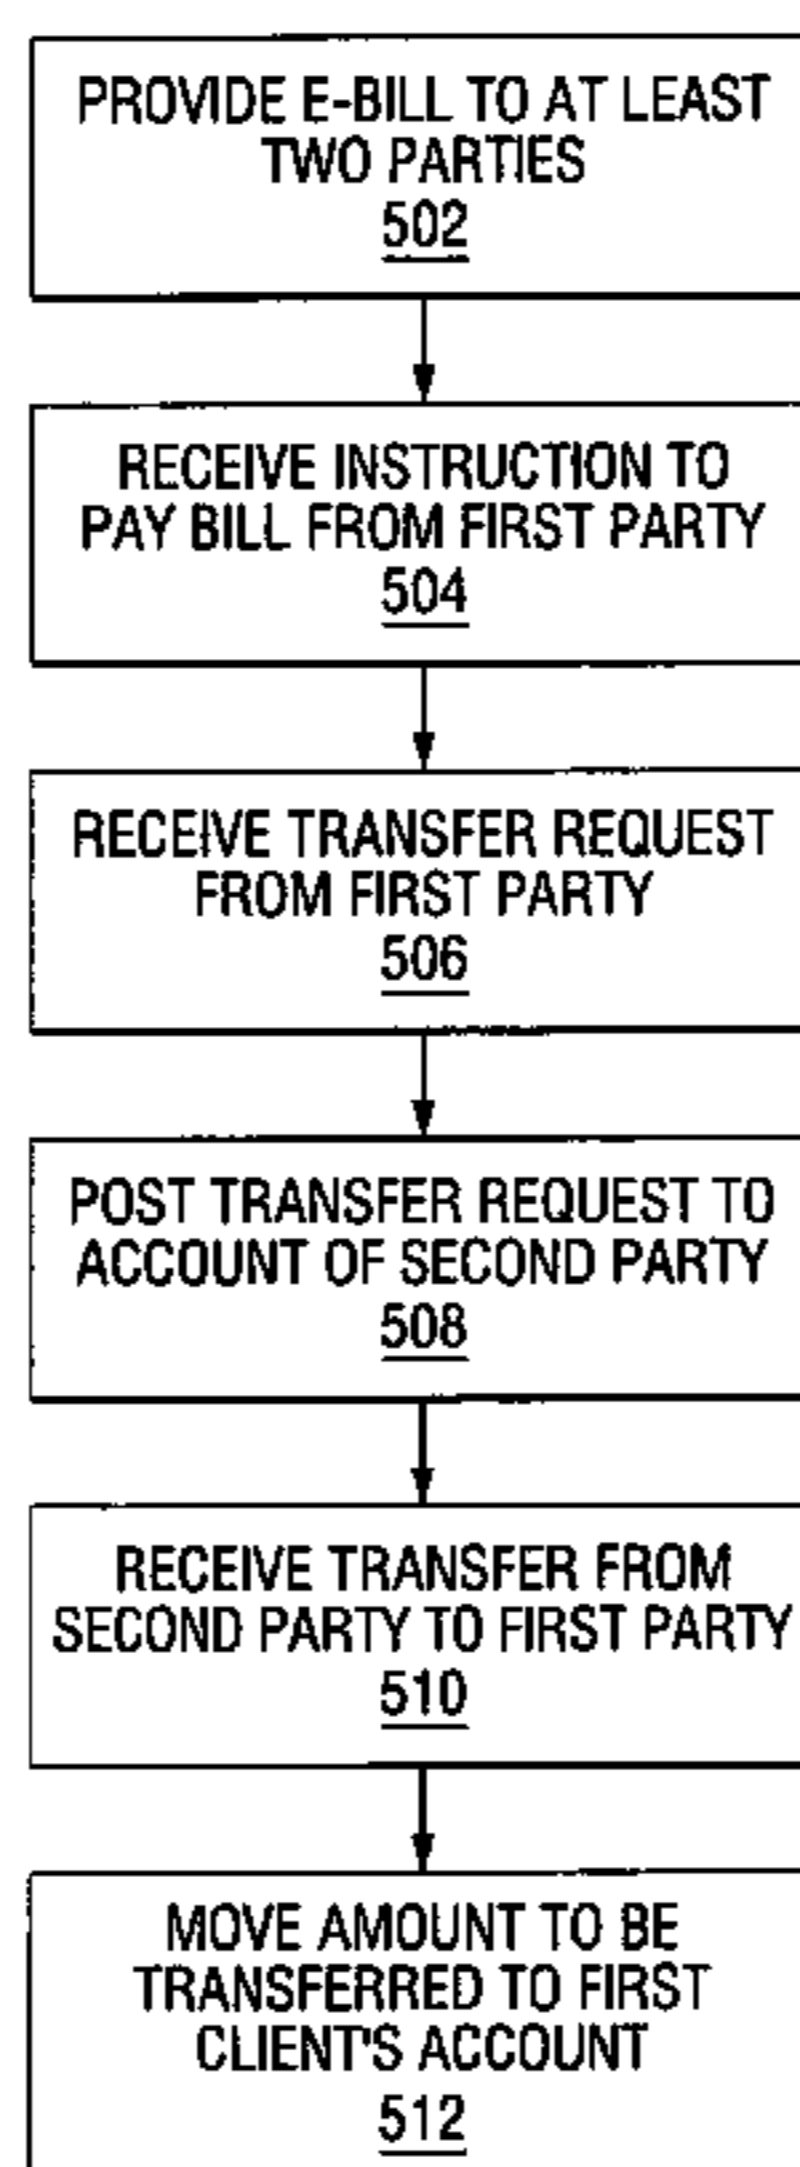 PROVIDE E-BILL TO AT LEAST
TWO PARTIES
502
RECEIVE INSTRUCTION TO
PAY BILL FROM FIRST PARTY
504
RECEIVE TRANSFER REQUEST
FROM FIRST PARTY
506
POST TRANSFER REQUEST TO
ACCOUNT OF SECOND PARTY
508
RECEIVE TRANSFER FROM
SECOND PARTY TO FIRST PARTY
510
MOVE AMOUNT TO BE
TRANSFERRED TO FIRST
CLIENT'S ACCOUNT
512